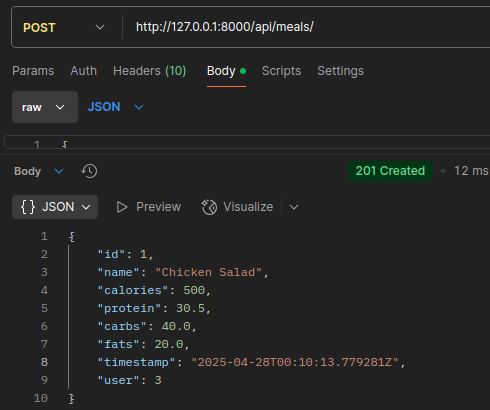 POST http://127.0.0.1:8000/api/meals/
Params Auth Headers (10) Body Scripts Settings
raw JSON
1 {
Body 201 Created • 12 ms
{} JSON Preview Visualize
1 {
2 "id": 1,
3 "name": "Chicken Salad",
4 "calories": 500,
5 "protein": 30.5,
6 "carbs": 40.0,
7 "fats": 20.0,
8 "timestamp": "2025-04-28T00:10:13.779281Z",
9 "user": 3
10 }